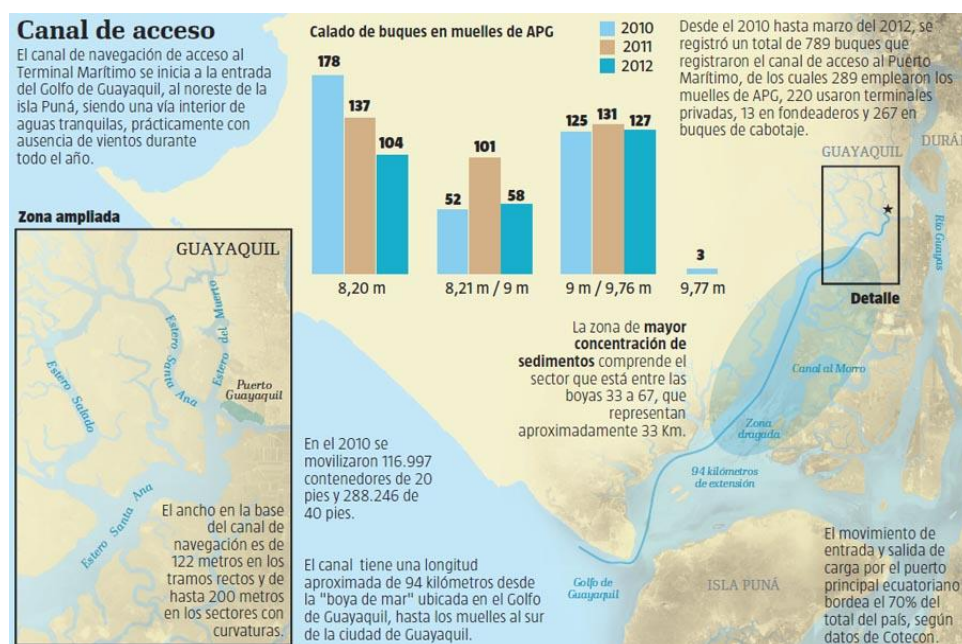 Canal de acceso
El canal de navegación de acceso al
Terminal Marítimo se inicia a la entrada
del Golfo de Guayaquil, al noreste de la
isla Puná, siendo una vía interior de
aguas tranquilas, prácticamente con
ausencia de vientos durante
todo el año.
Calado de buques en muelles de APG
2010
2011
2012
178
137
104
8,20 m
52
101
58
8,21 m / 9 m
125
131
127
9 m / 9,76 m
3
9,77 m
Desde el 2010 hasta marzo del 2012, se
registró un total de 789 buques que
registraron el canal de acceso al Puerto
Marítimo, de los cuales 289 emplearon los
muelles de APG, 220 usaron terminales
privadas, 13 en fondeaderos y 267 en
buques de cabotaje.
GUAYAQUIL
DURÁN
Río Guayas
Detalle
Zona ampliada
GUAYAQUIL
Estero Salado
Estero Santa Ana
Estero del Muerto
Puerto
Guayaquil
Estero Santa Ana
El ancho en la base
del canal de
navegación es de
122 metros en los
tramos rectos y de
hasta 200 metros
en los sectores con
curvaturas.
La zona de mayor
concentración de
sedimentos comprende el
sector que está entre las
boyas 33 a 67, que
representan
aproximadamente 33 Km.
Canal al Morro
Zona
dragada
94 kilómetros
de extensión
En el 2010 se
movilizaron 116.997
contenedores de 20
pies y 288.246 de
40 pies.
El canal tiene una longitud
aproximada de 94 kilómetros desde
la "boya de mar" ubicada en el Golfo
de Guayaquil, hasta los muelles al sur
de la ciudad de Guayaquil.
Golfo de
Guayaquil
ISLA PUNÁ
El movimiento de
entrada y salida de
carga por el puerto
principal ecuatoriano
bordea el 70% del
total del país, según
datos de Cotecon.